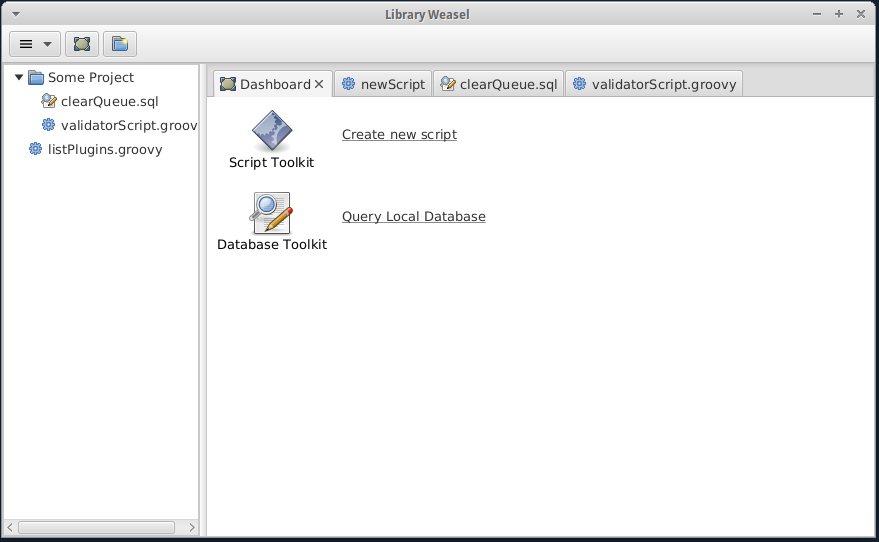 Library Weasel
Some Project
clearQueue.sql
validatorScript.groov
listPlugins.groovy
Dashboard
newScript
clearQueue.sql
validatorScript.groovy
Script Toolkit
Create new script
Database Toolkit
Query Local Database